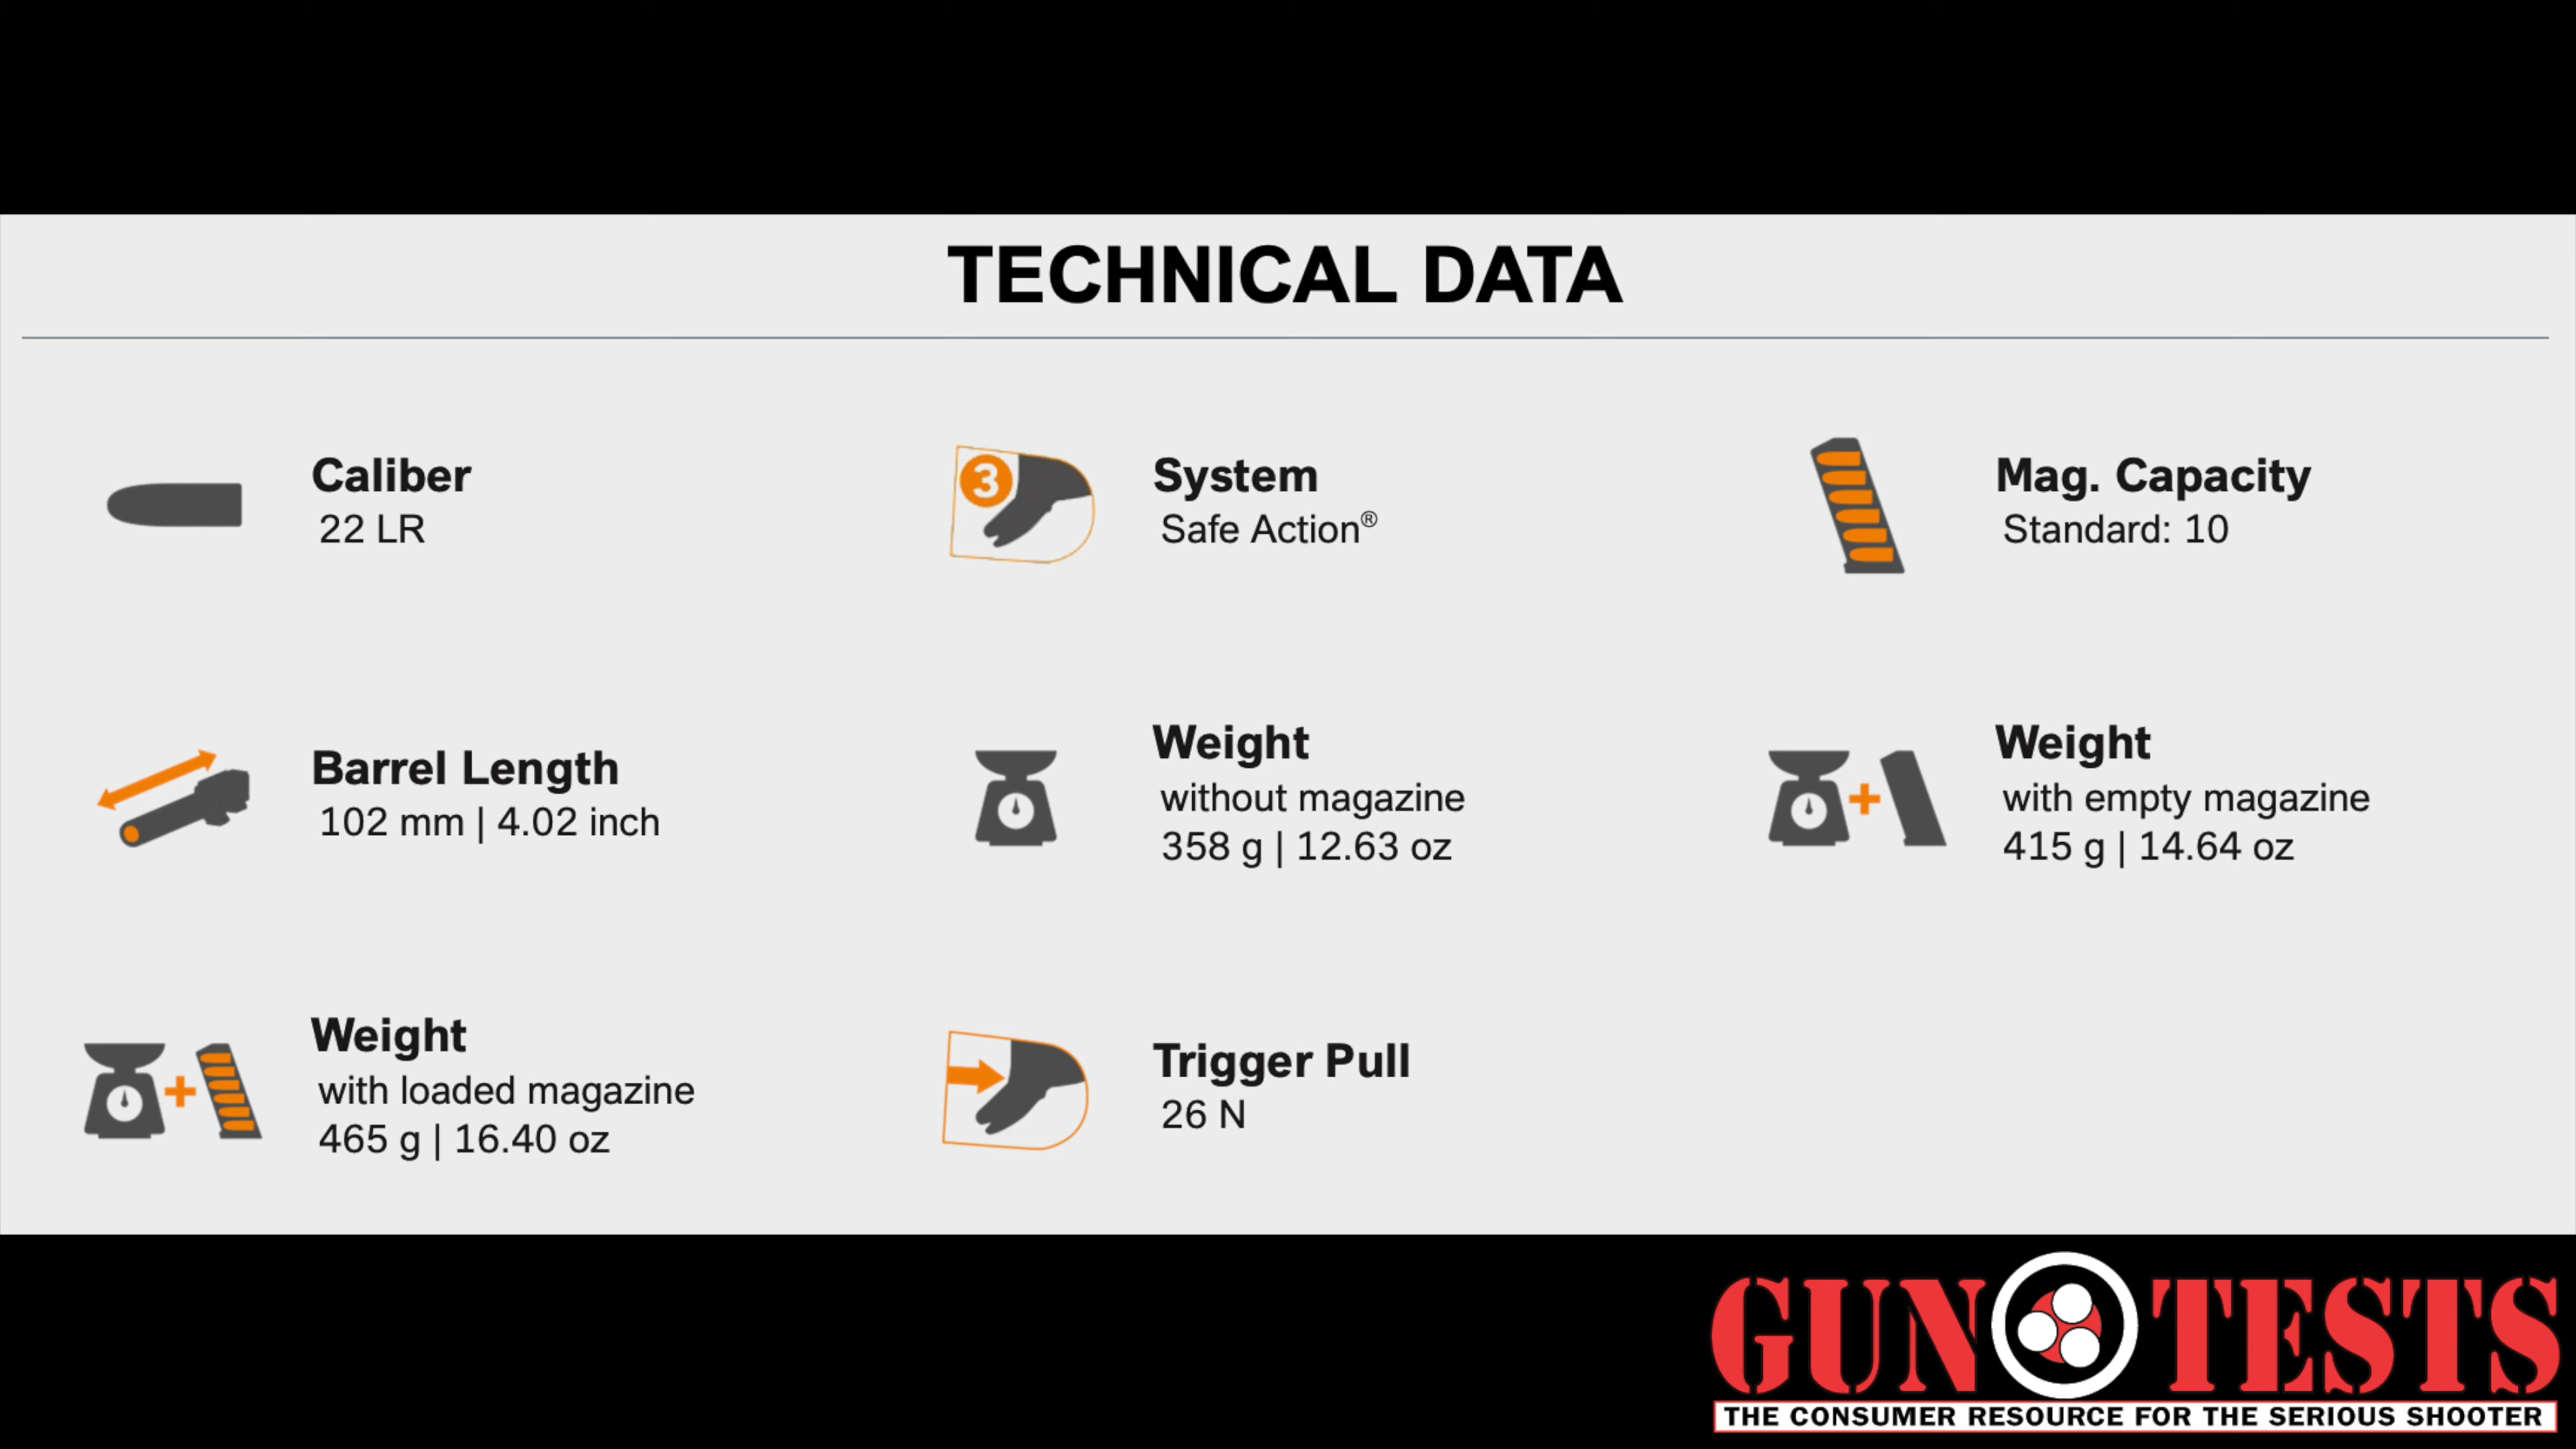 TECHNICAL DATA
Caliber
22 LR
3
System
Safe Action®
Mag. Capacity
Standard: 10
Barrel Length
102 mm | 4.02 inch
Weight
without magazine
358 g | 12.63 oz
Weight
with empty magazine
415 g | 14.64 oz
Weight
with loaded magazine
465 g | 16.40 oz
Trigger Pull
26 N
GUN TESTS
THE CONSUMER RESOURCE FOR THE SERIOUS SHOOTER